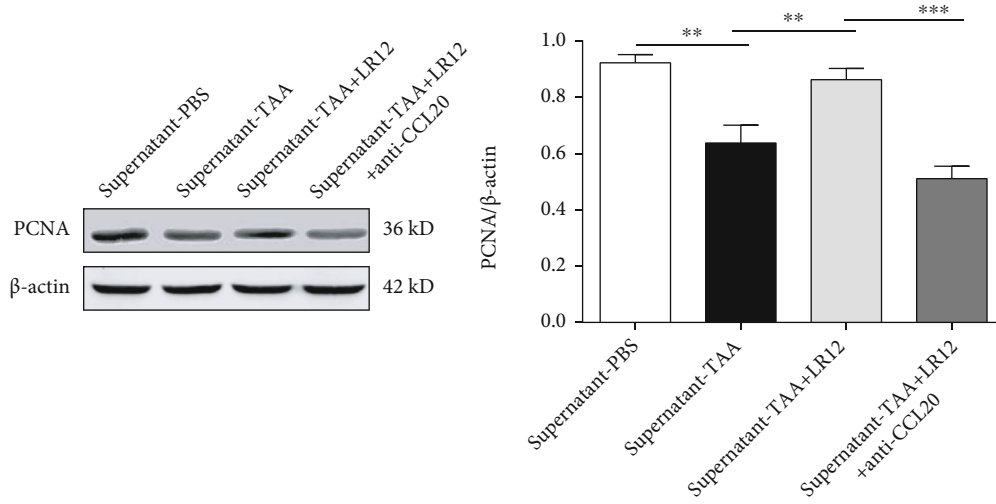 Supernatant-PBS
Supernatant-TAA
Supernatant-TAA+LR12
Supernatant-TAA+LR12
+anti-CCL20
PCNA
36 kD
β-actin
42 kD
**
**
***
PCNA/β-actin
1.0
0.8
0.6
0.4
0.2
0.0
Supernatant-PBS
Supernatant-TAA
Supernatant-TAA+LR12
Supernatant-TAA+LR12
+anti-CCL20